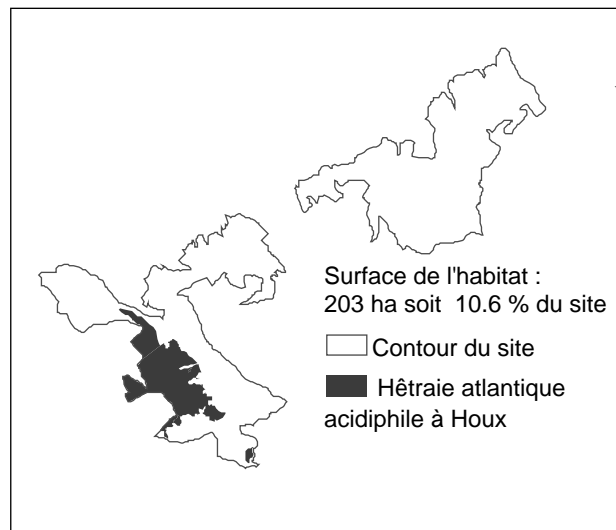 Surface de l'habitat :
203 ha soit  10.6 % du site
Contour du site
Hêtraie atlantique
acidiphile à Houx